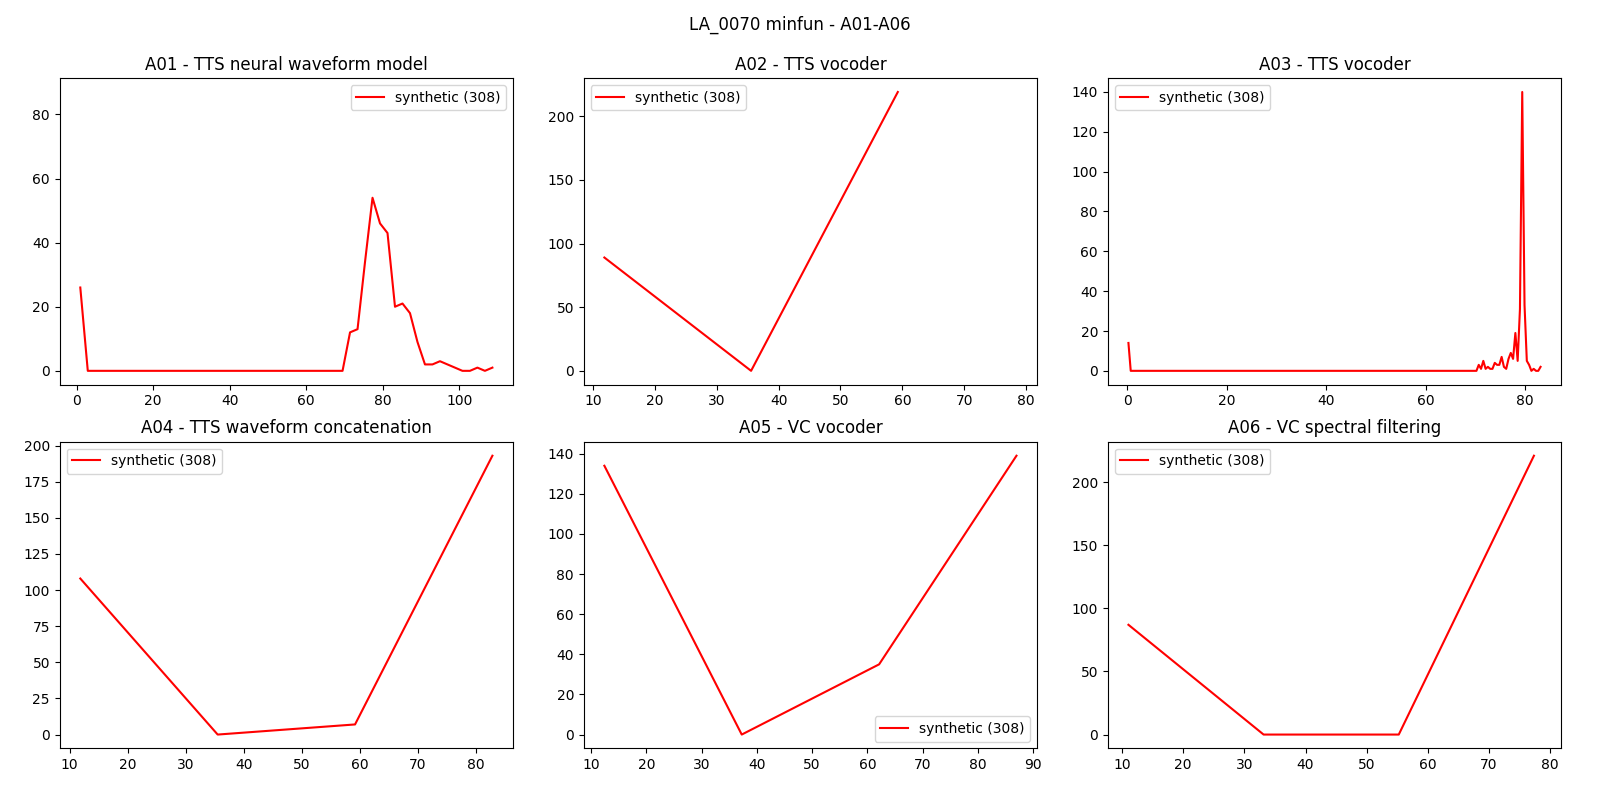 LA_0070 minfun - A01-A06
A01 - TTS neural waveform model
synthetic (308)
80
60
40
20
0
0 20 40 60 80 100
A02 - TTS vocoder
synthetic (308)
200
150
100
50
0
10 20 30 40 50 60 70 80
A03 - TTS vocoder
synthetic (308)
140
120
100
80
60
40
20
0
0 20 40 60 80
A04 - TTS waveform concatenation
synthetic (308)
200
175
150
125
100
75
50
25
0
10 20 30 40 50 60 70 80
A05 - VC vocoder
140
120
100
80
60
40
20
0
synthetic (308)
10 20 30 40 50 60 70 80 90
A06 - VC spectral filtering
synthetic (308)
200
150
100
50
0
10 20 30 40 50 60 70 80